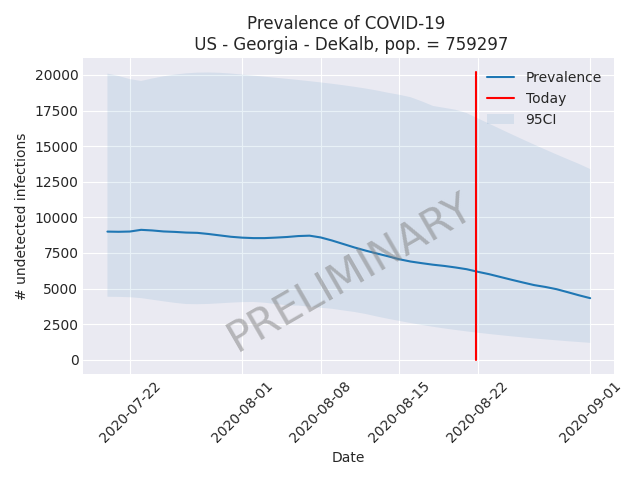 Prevalence of COVID-19
US - Georgia - DeKalb, pop. = 759297
Prevalence
Today
95CI
20000
17500
15000
12500
10000
7500
5000
2500
0
# undetected infections
PRELIMINARY
2020-07-22
2020-08-01
2020-08-08
2020-08-15
2020-08-22
2020-09-01
Date